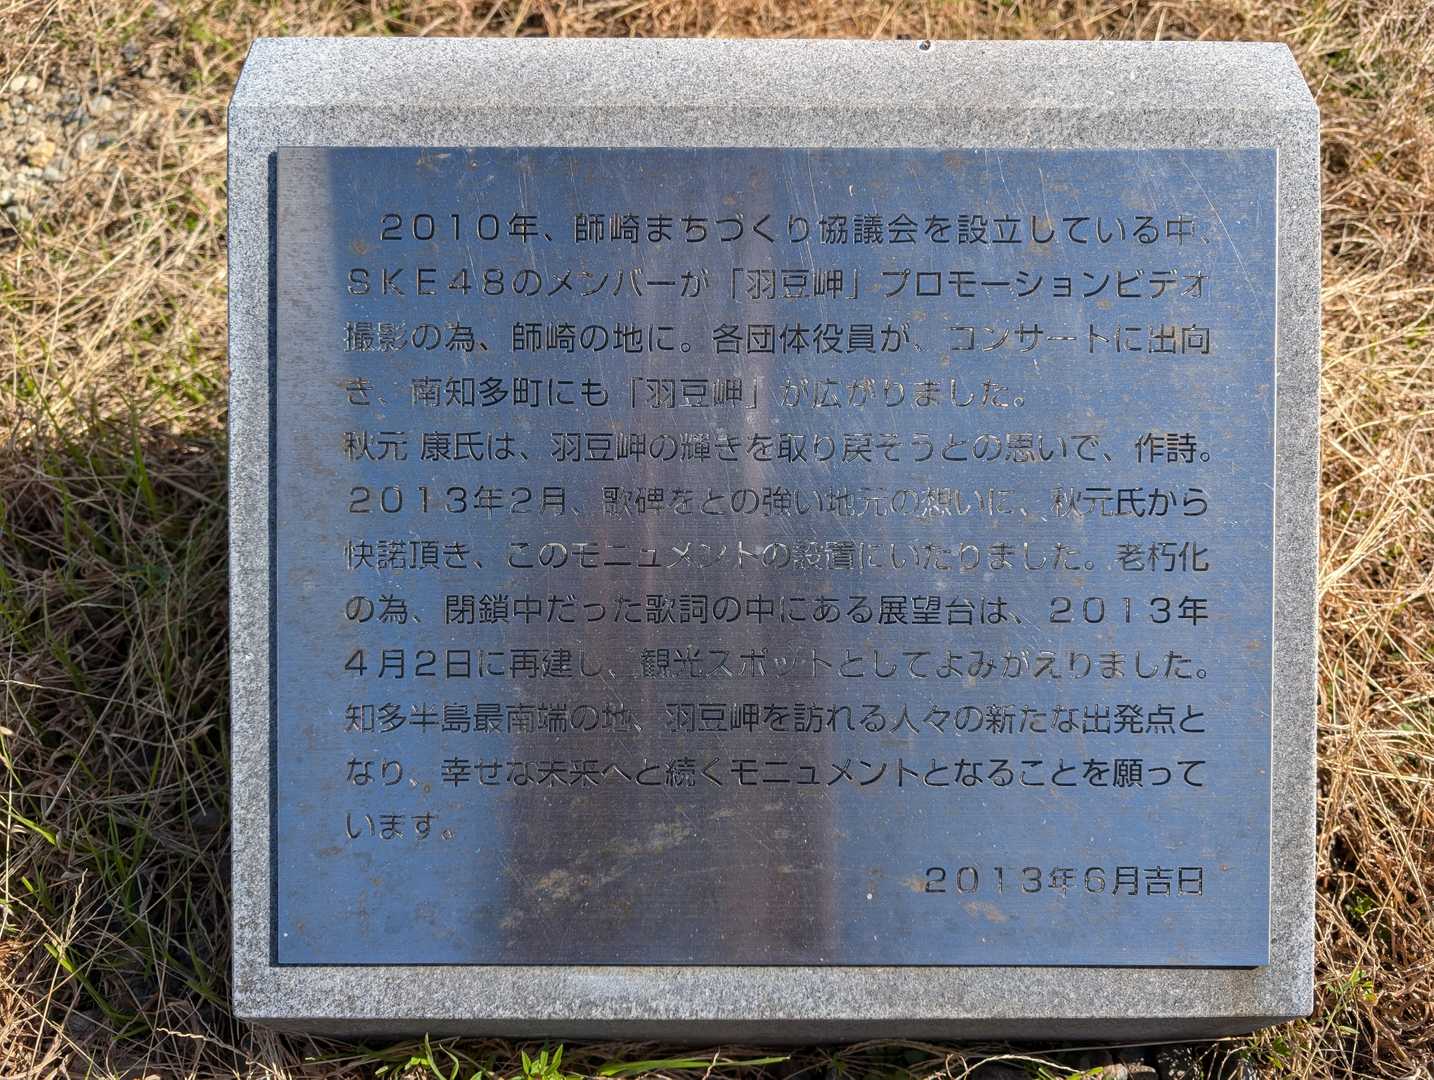 ２０１０年、師崎まちづくり協議会を設立している中、
ＳＫＥ４８のメンバーが「羽豆岬」プロモーションビデオ
撮影の為、師崎の地に。各団体役員が、コンサートに出向
き、南知多町にも「羽豆岬」が広がりました。
秋元 康氏は、羽豆岬の輝きを取り戻そうとの思いで、作詩。
２０１３年２月、歌碑をとの強い地元の想いに、秋元氏から
快諾頂き、このモニュメントの設置にいたりました。老朽化
の為、閉鎖中だった歌詞の中にある展望台は、２０１３年
４月２日に再建し、観光スポットとしてよみがえりました。
知多半島最南端の地、羽豆岬を訪れる人々の新たな出発点と
なり、幸せな未来へと続くモニュメントとなることを願って
います。
２０１３年６月吉日